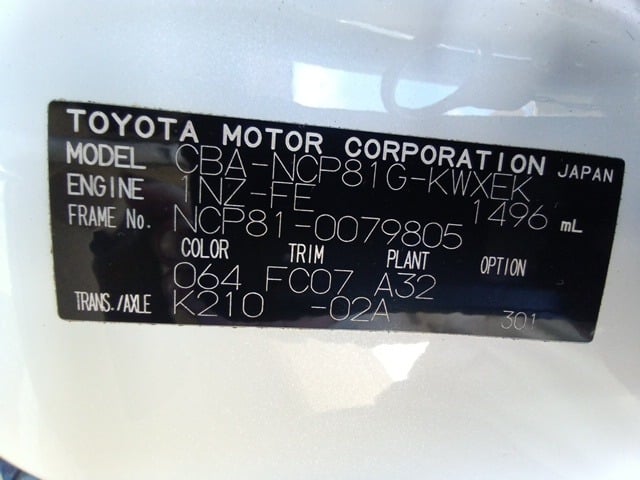 TOYOTA MOTOR CORPORATION JAPAN
MODEL CBA-NCP81G-KWXEK
ENGINE 1NZ-FE 1496 mL
FRAME No. NCP81-0079805
COLOR TRIM PLANT OPTION
064 FC07 A32
TRANS./AXLE K210 -02A 301